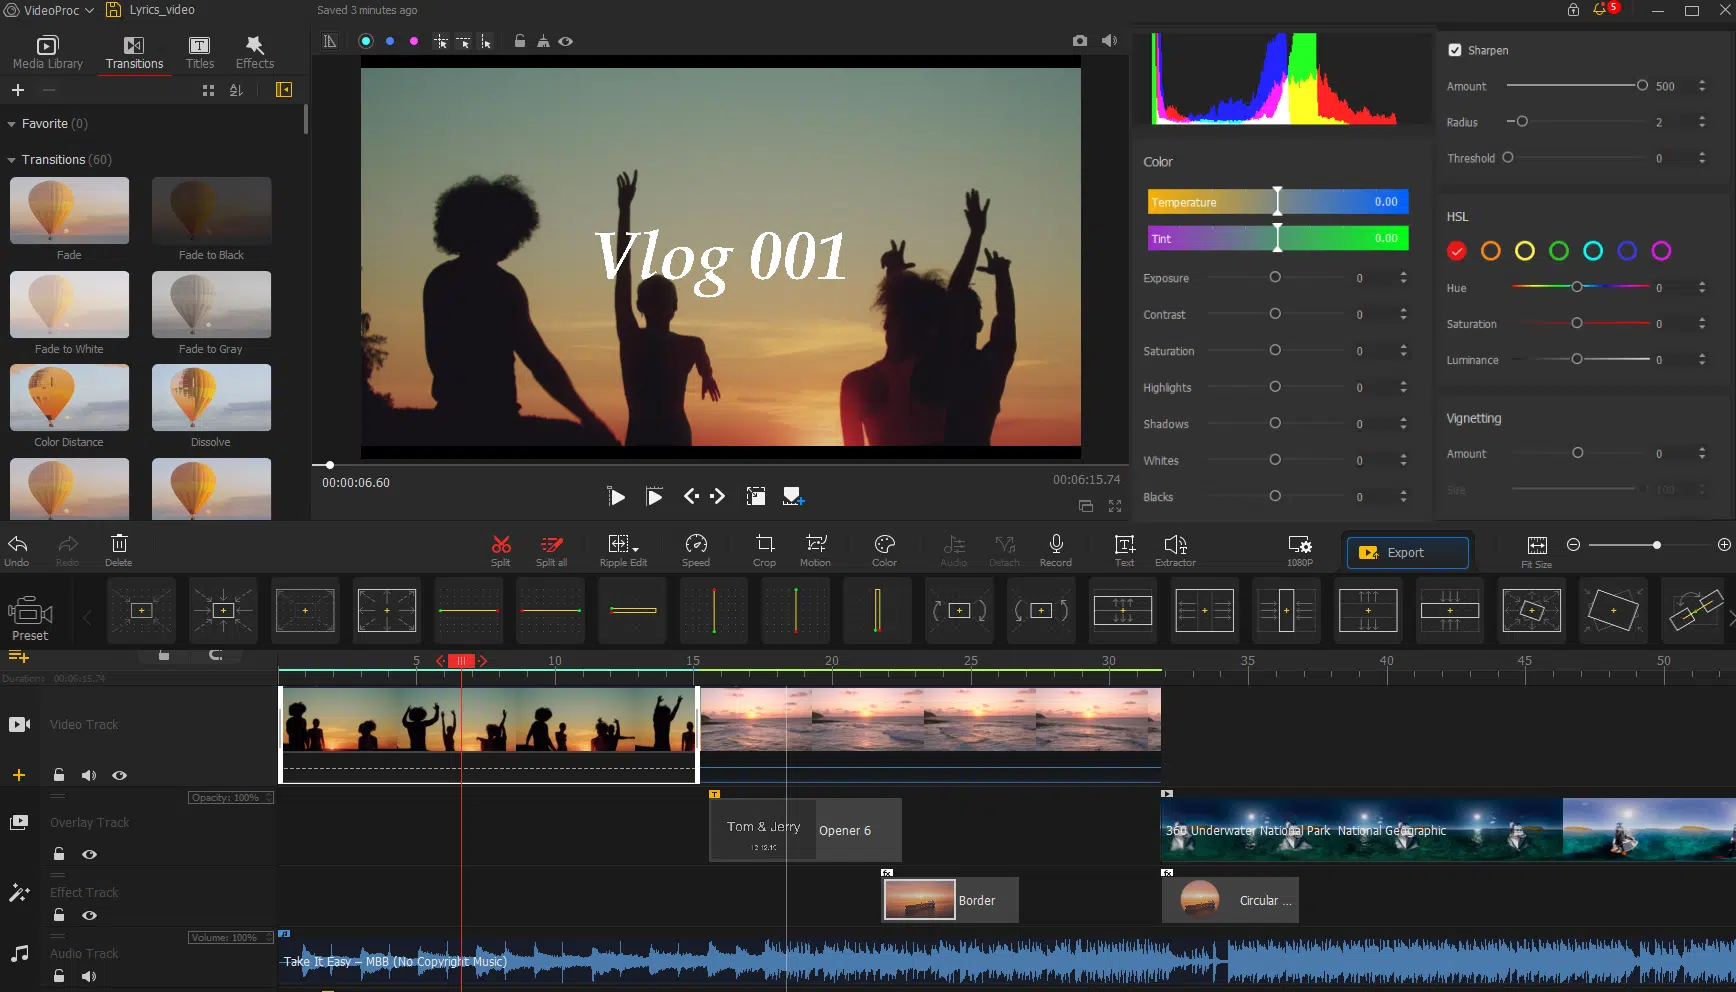 VideoProc
Lyrics_video
Saved 3 minutes ago
5
Media Library
Transitions
Titles
Effects
Favorite (0)
Transitions (60)
Fade
Fade to Black
Fade to White
Fade to Gray
Color Distance
Dissolve
Vlog 001
00:00:06.60
00:06:15.74
Color
Temperature 0.00
Tint 0.00
Exposure 0
Contrast 0
Saturation 0
Highlights 0
Shadows 0
Whites 0
Blacks 0
Sharpen
Amount 500
Radius 2
Threshold 0
HSL
Hue 0
Saturation 0
Luminance 0
Vignetting
Amount 0
Size 100
Undo
Redo
Delete
Split
Split all
Ripple Edit
Speed
Crop
Motion
Color
Audio
Detach
Record
Text
Extractor
1080P
Export
Fit Size
Preset
Duration: 00:06:15.74
5 10 15 20 25 30 35 40 45 50
Video Track
Opacity: 100%
Overlay Track
T
Tom & Jerry
12.12.19
Opener 6
360 Underwater National Park National Geographic
Effect Track
fx
Border
fx
Circular ...
Volume: 100%
Audio Track
Take It Easy – MBB (No Copyright Music)